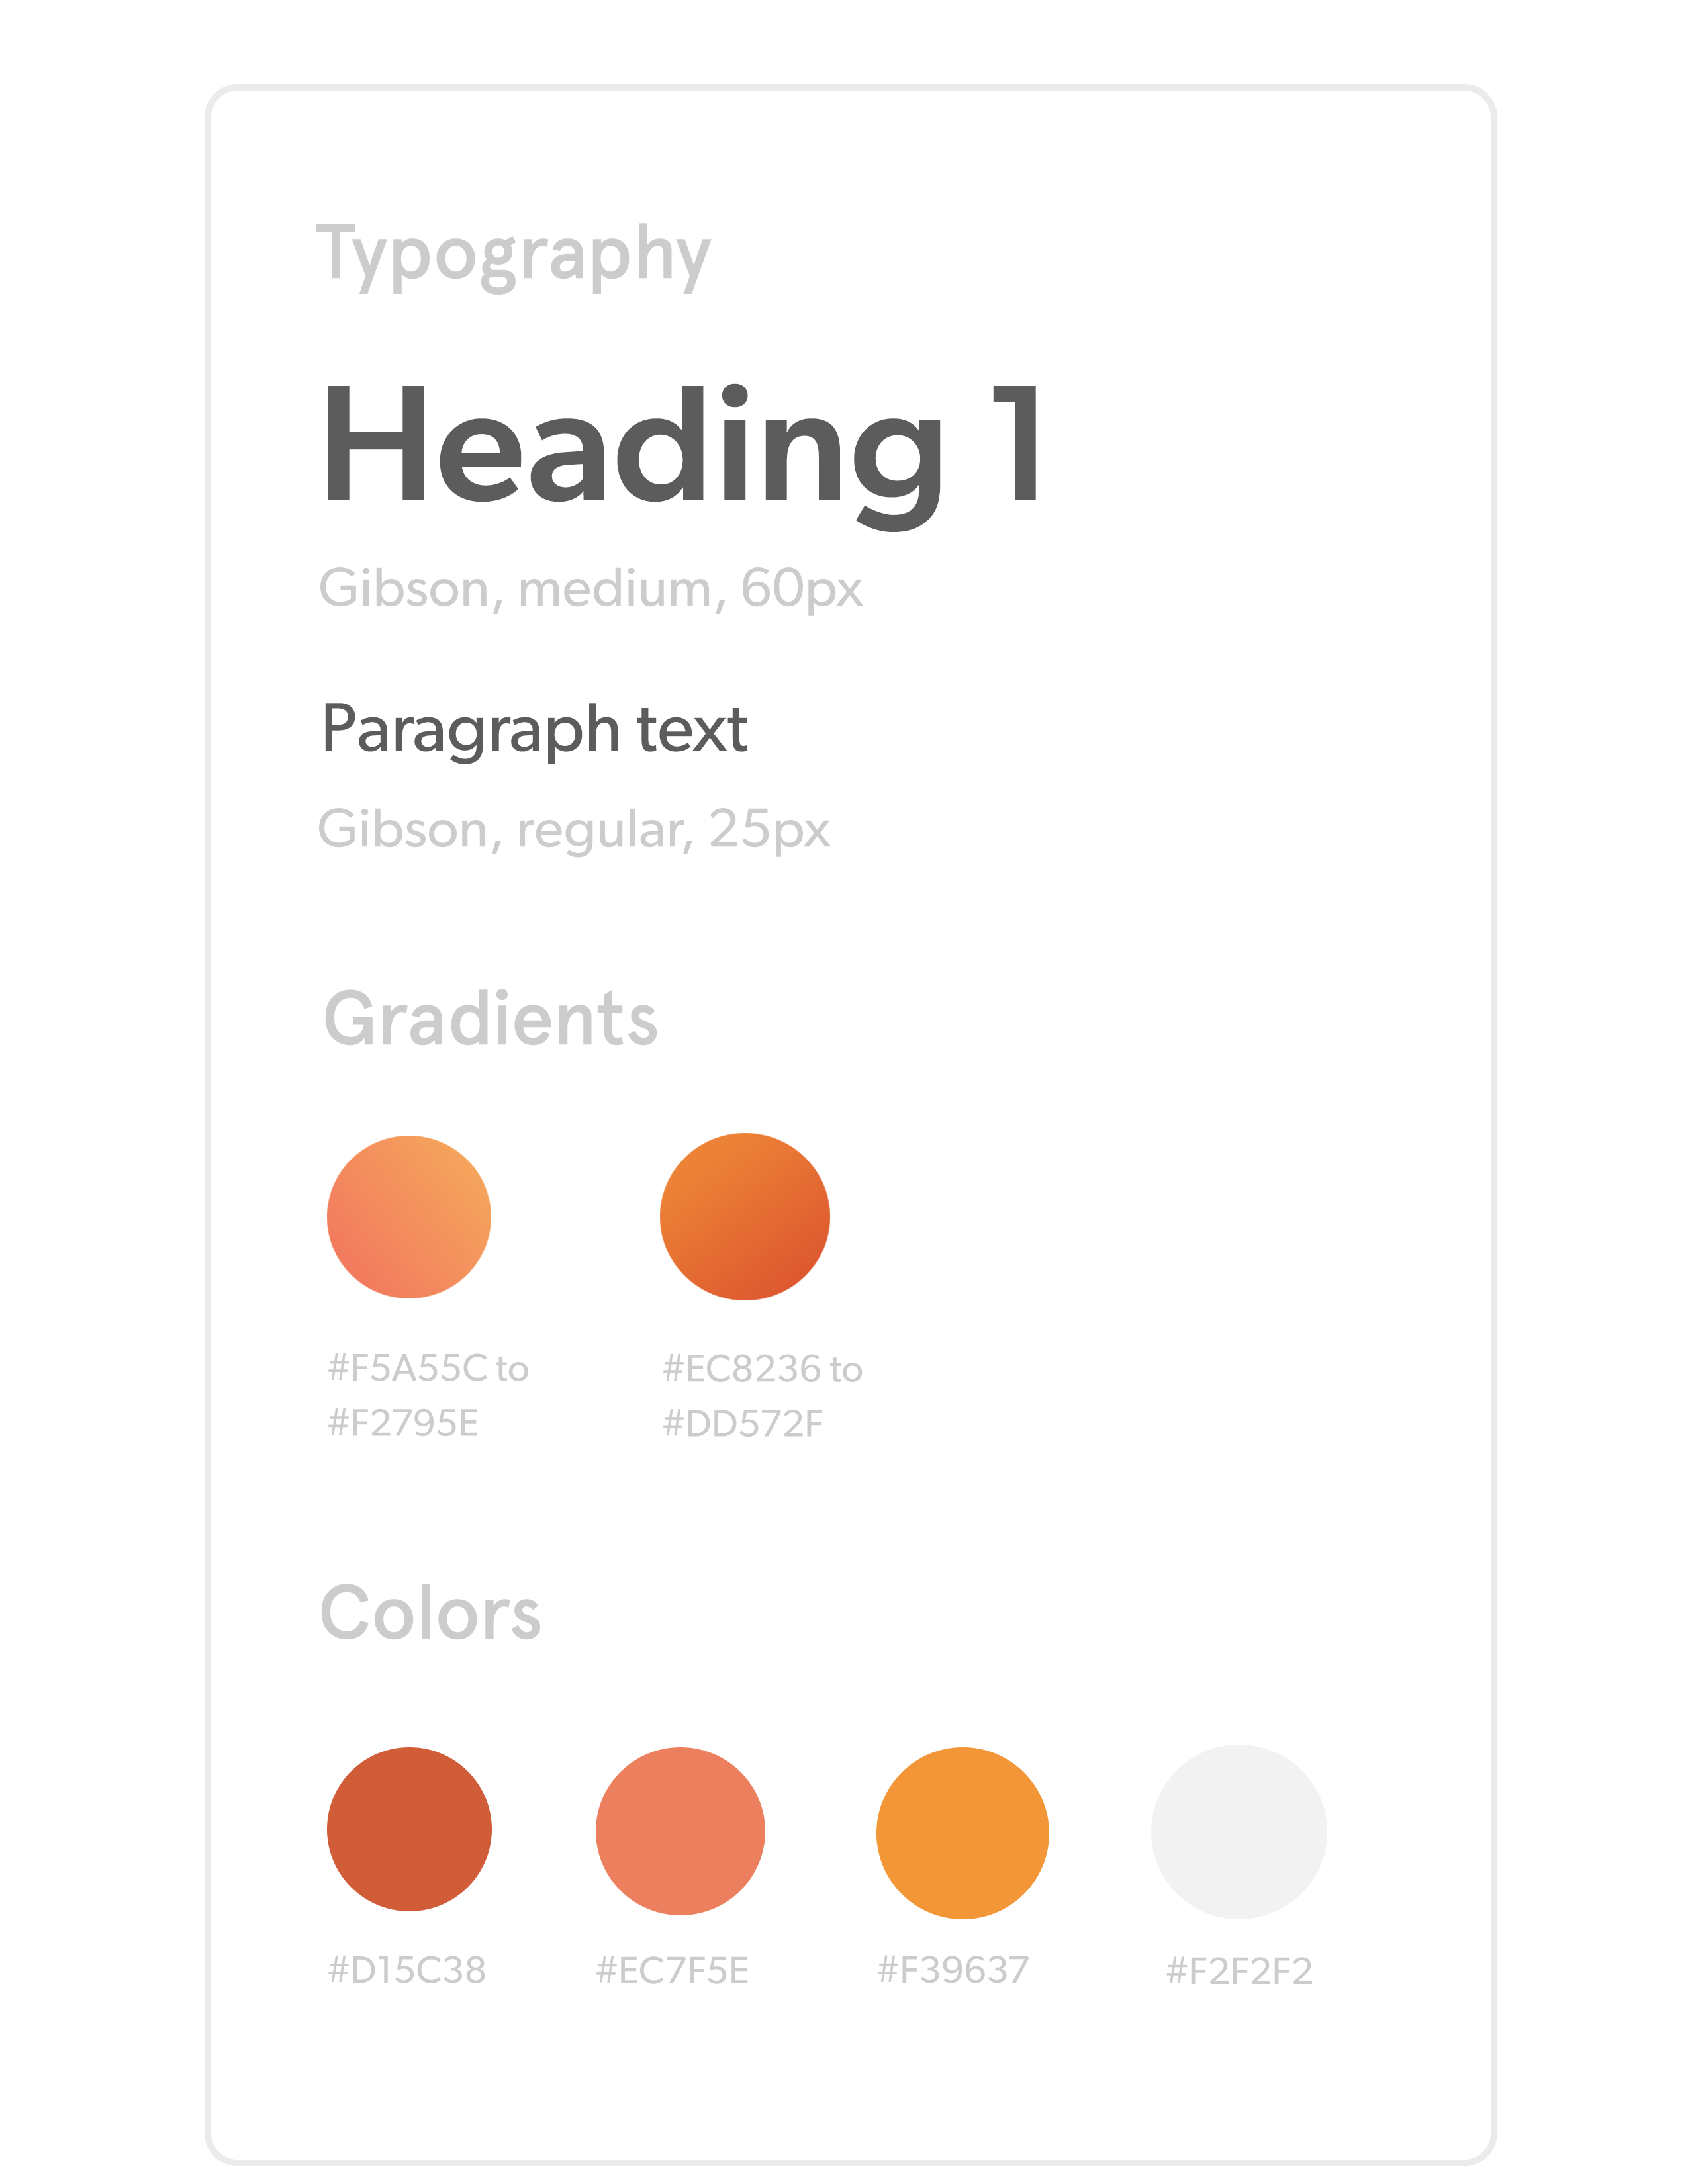 Typography
Heading 1
Gibson, medium, 60px
Paragraph text
Gibson, regular, 25px
Gradients
#F5A55C to
#F2795E
#EC8236 to
#DD572F
Colors
#D15C38
#EC7F5E
#F39637
#F2F2F2